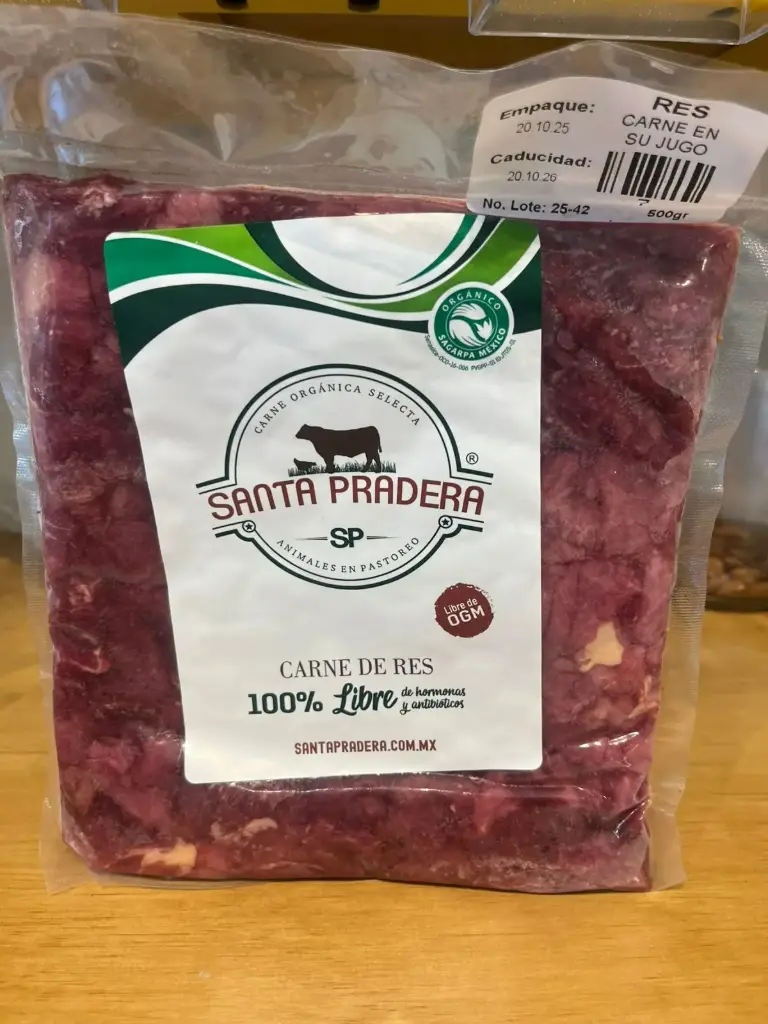 Empaque:
20.10.25
Caducidad:
20.10.26
No. Lote: 25-42
RES
CARNE EN
SU JUGO
7
500gr
ORGÁNICO
SAGARPA MEXICO
CARNE ORGÁNICA SELECTA
®
SANTA PRADERA
SP
ANIMALES EN PASTOREO
Libre de
OGM
CARNE DE RES
100% Libre de hormonas
y antibióticos
SANTAPRADERA.COM.MX